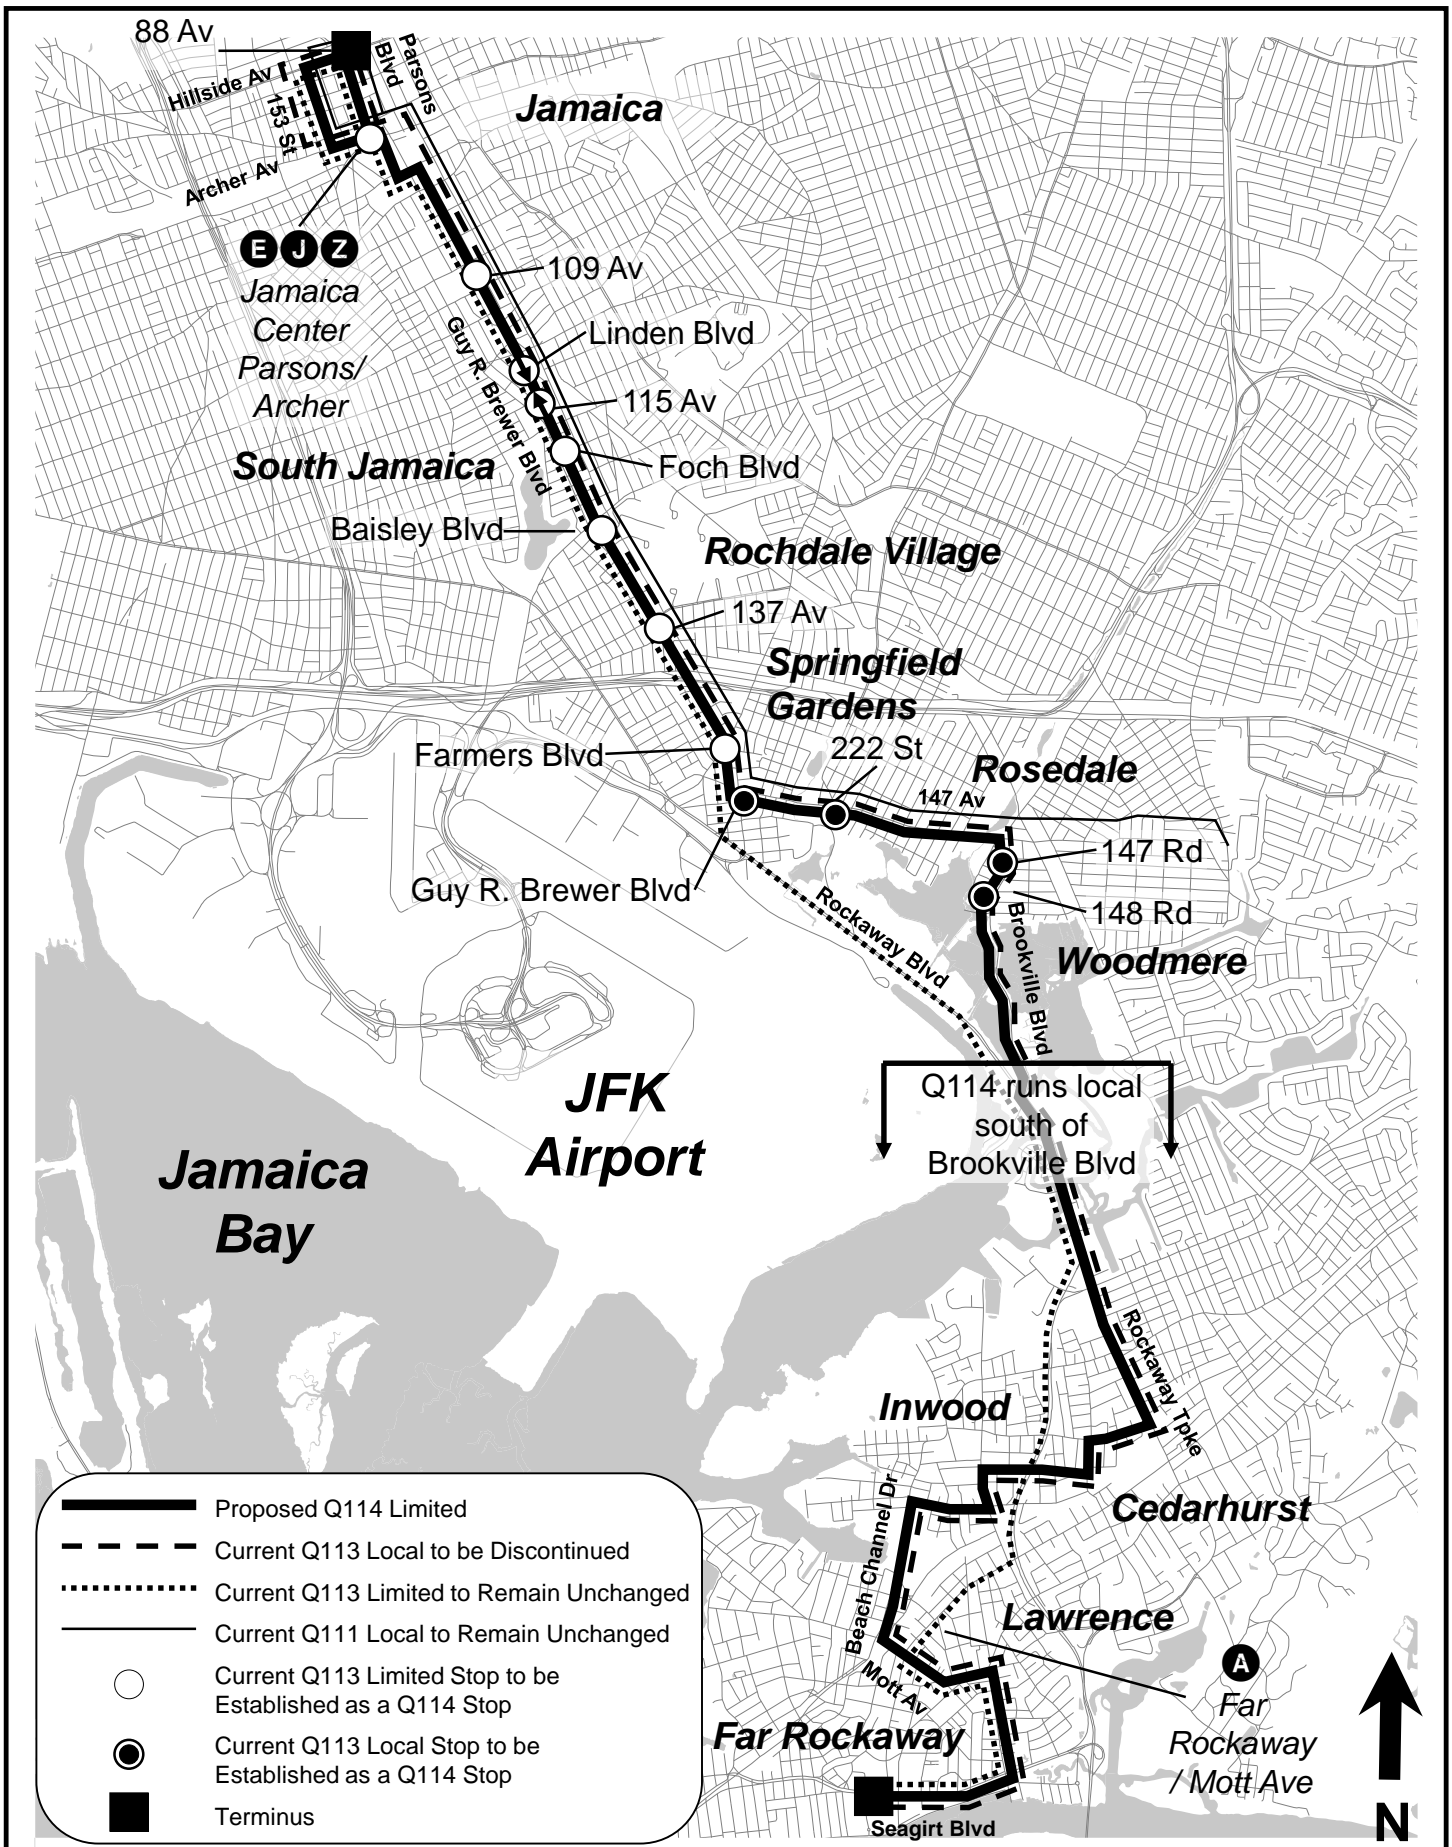 88 Av
Parsons
Blvd
Hillside Av
153 St
Archer Av
Jamaica
E J Z
Jamaica
Center
Parsons/
Archer
109 Av
Linden Blvd
Guy R. Brewer Blvd
115 Av
South Jamaica
Foch Blvd
Baisley Blvd
Rochdale Village
137 Av
Springfield
Gardens
Farmers Blvd
222 St
Rosedale
147 Av
147 Rd
Guy R. Brewer Blvd
148 Rd
Rockaway Blvd
Brookville Blvd
Woodmere
JFK
Airport
Q114 runs local
south of
Brookville Blvd
Jamaica
Bay
Rockaway Tpke
Inwood
Cedarhurst
Beach Channel Dr
Lawrence
Mott Av
A
Far
Rockaway
/ Mott Ave
Far Rockaway
Seagirt Blvd
N
Proposed Q114 Limited
Current Q113 Local to be Discontinued
Current Q113 Limited to Remain Unchanged
Current Q111 Local to Remain Unchanged
Current Q113 Limited Stop to be
Established as a Q114 Stop
Current Q113 Local Stop to be
Established as a Q114 Stop
Terminus